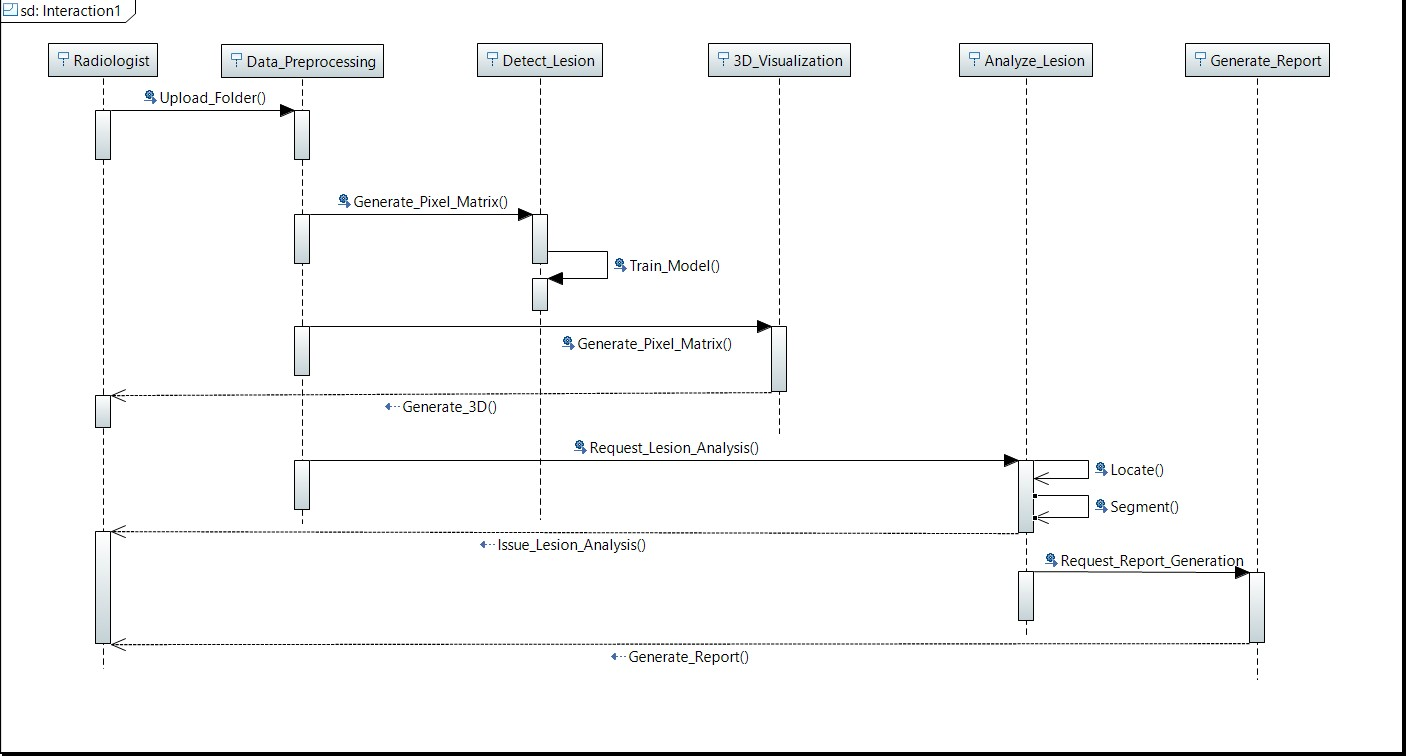 sd: Interaction1
Radiologist
Data_Preprocessing
Detect_Lesion
3D_Visualization
Analyze_Lesion
Generate_Report
Upload_Folder()
Generate_Pixel_Matrix()
Train_Model()
Generate_Pixel_Matrix()
Generate_3D()
Request_Lesion_Analysis()
Locate()
Segment()
Issue_Lesion_Analysis()
Request_Report_Generation
Generate_Report()